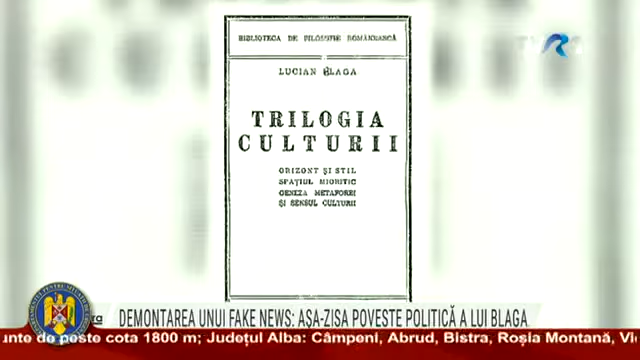 BIBLIOTECA DE FILOSOFIE ROMÂNEASCĂ
TVR
LUCIAN BLAGA
TRILOGIA
CULTURII
ORIZONT ȘI STIL
SPAȚIUL MIORITIC
GENEZA METAFOREI
ȘI SENSUL CULTURII
DEMONTAREA UNUI FAKE NEWS: AȘA-ZISA POVESTE POLITICĂ A LUI BLAGA
unte de peste cota 1800 m; Județul Alba: Câmpeni, Abrud, Bistra, Roșia Montană, Vi